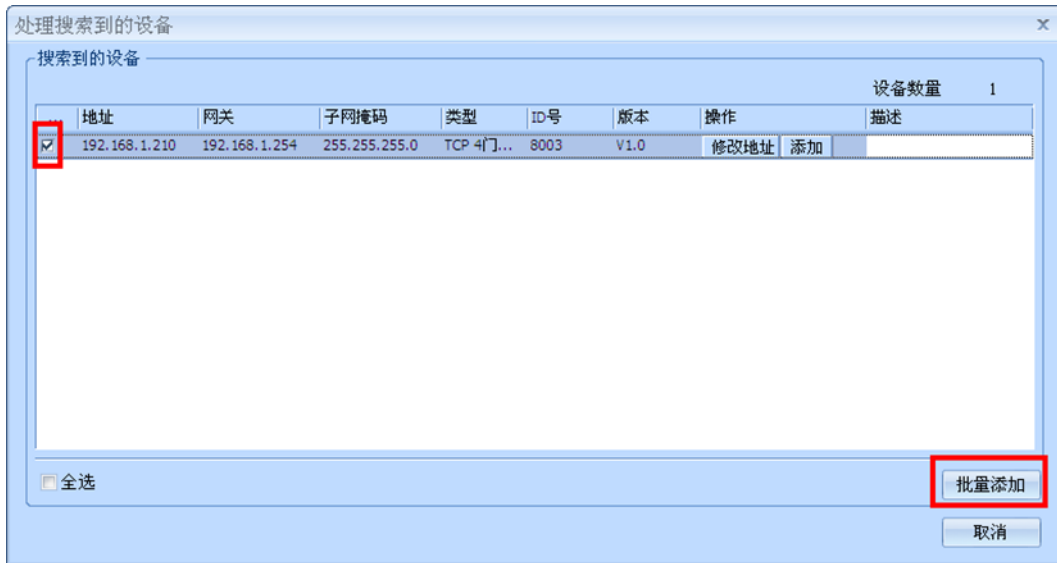 处理搜索到的设备 x
搜索到的设备
设备数量 1
... 地址 网关 子网掩码 类型 ID号 版本 操作 描述
192.168.1.210 192.168.1.254 255.255.255.0 TCP 4门... 8003 V1.0 修改地址 添加
全选 批量添加
取消